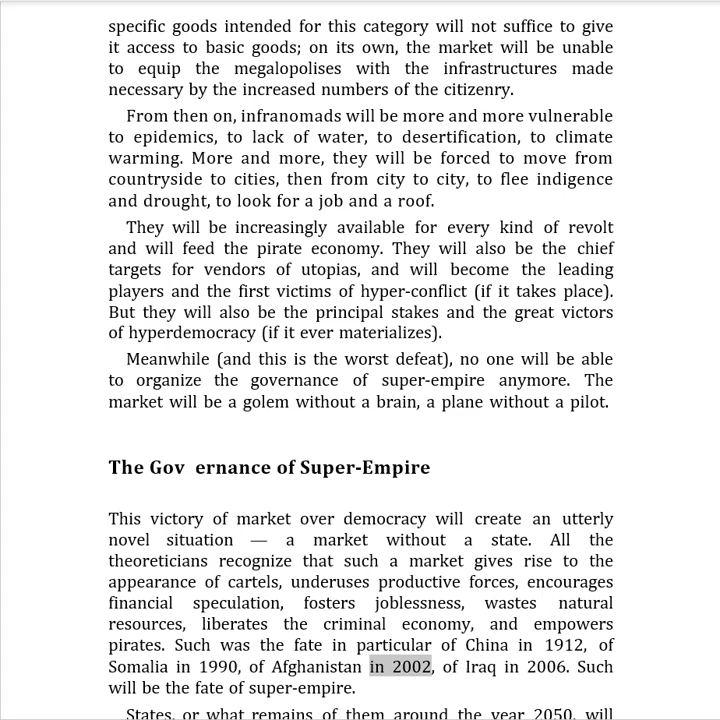 specific goods intended for this category will not suffice to give
it access to basic goods; on its own, the market will be unable
to equip the megalopolises with the infrastructures made
necessary by the increased numbers of the citizenry.
From then on, infranomads will be more and more vulnerable
to epidemics, to lack of water, to desertification, to climate
warming. More and more, they will be forced to move from
countryside to cities, then from city to city, to flee indigence
and drought, to look for a job and a roof.
They will be increasingly available for every kind of revolt
and will feed the pirate economy. They will also be the chief
targets for vendors of utopias, and will become the leading
players and the first victims of hyper-conflict (if it takes place).
But they will also be the principal stakes and the great victors
of hyperdemocracy (if it ever materializes).
Meanwhile (and this is the worst defeat), no one will be able
to organize the governance of super-empire anymore. The
market will be a golem without a brain, a plane without a pilot.
The Gov ernance of Super-Empire
This victory of market over democracy will create an utterly
novel situation — a market without a state. All the
theoreticians recognize that such a market gives rise to the
appearance of cartels, underuses productive forces, encourages
financial speculation, fosters joblessness, wastes natural
resources, liberates the criminal economy, and empowers
pirates. Such was the fate in particular of China in 1912, of
Somalia in 1990, of Afghanistan in 2002, of Iraq in 2006. Such
will be the fate of super-empire.
States, or what remains of them around the year 2050, will